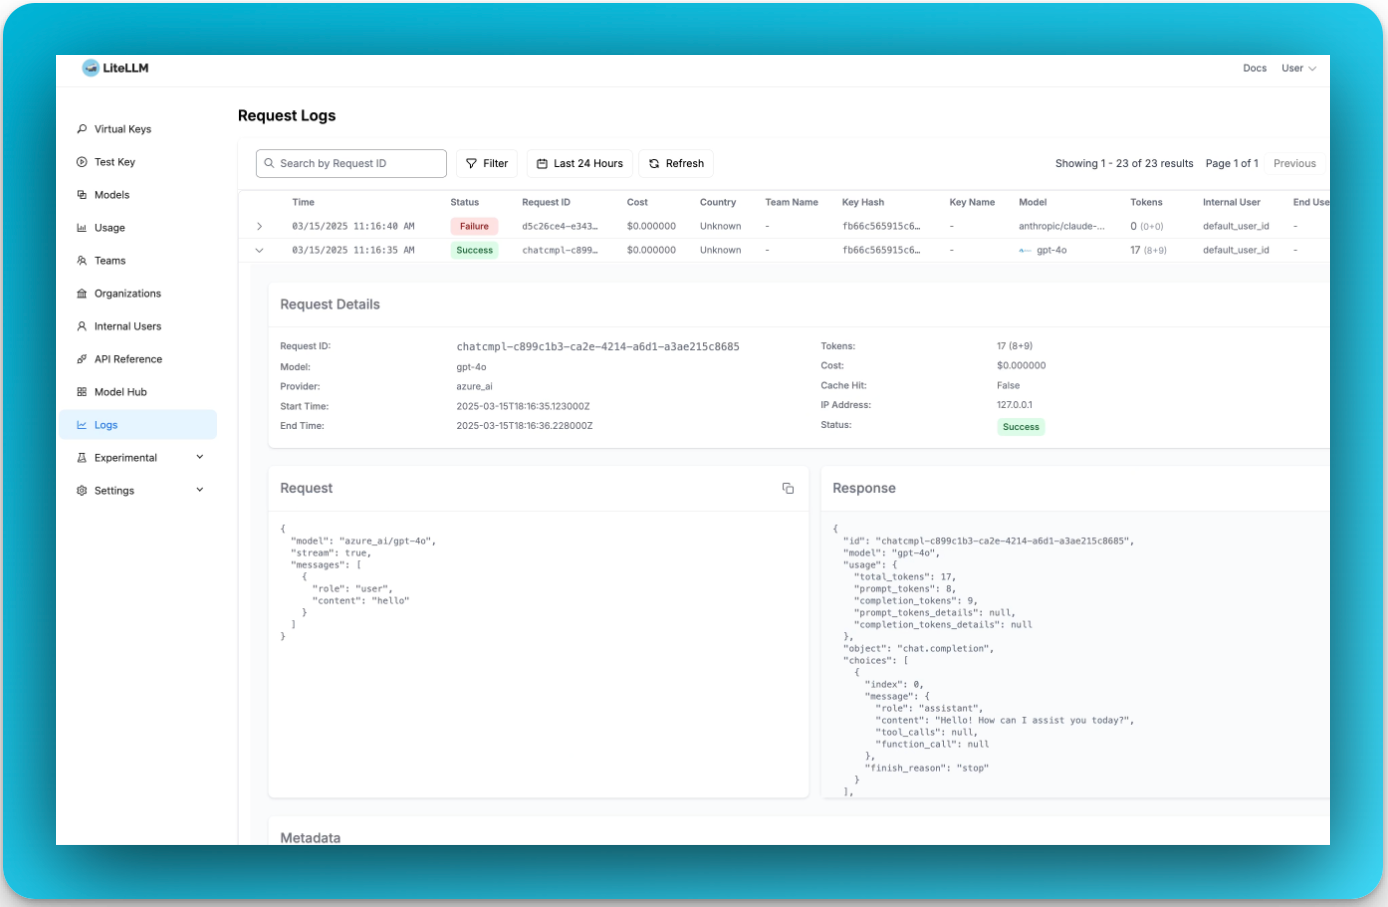 LiteLLM
Docs User
Virtual Keys
Test Key
Models
Usage
Teams
Organizations
Internal Users
API Reference
Model Hub
Logs
Experimental
Settings
Request Logs
Search by Request ID Filter Last 24 Hours Refresh Showing 1 - 23 of 23 results Page 1 of 1 Previous
Time Status Request ID Cost Country Team Name Key Hash Key Name Model Tokens Internal User End Use
03/15/2025 11:16:40 AM Failure d5c26ce4-e343… $0.000000 Unknown - fb66c565915c6… - anthropic/claude-... 0 (0+0) default_user_id -
03/15/2025 11:16:35 AM Success chatcmpl-c899… $0.000000 Unknown - fb66c565915c6… - gpt-4o 17 (8+9) default_user_id -
Request Details
Request ID: chatcmpl-c899c1b3-ca2e-4214-a6d1-a3ae215c8685
Model: gpt-4o
Provider: azure_ai
Start Time: 2025-03-15T18:16:35.123000Z
End Time: 2025-03-15T18:16:36.228000Z
Tokens: 17 (8+9)
Cost: $0.000000
Cache Hit: False
IP Address: 127.0.0.1
Status: Success
Request
{
"model": "azure_ai/gpt-4o",
"stream": true,
"messages": [
{
"role": "user",
"content": "hello"
}
]
}
Response
{
"id": "chatcmpl-c899c1b3-ca2e-4214-a6d1-a3ae215c8685",
"model": "gpt-4o",
"usage": {
"total_tokens": 17,
"prompt_tokens": 8,
"completion_tokens": 9,
"prompt_tokens_details": null,
"completion_tokens_details": null
},
"object": "chat.completion",
"choices": [
{
"index": 0,
"message": {
"role": "assistant",
"content": "Hello! How can I assist you today?",
"tool_calls": null,
"function_call": null
},
"finish_reason": "stop"
}
],
Metadata